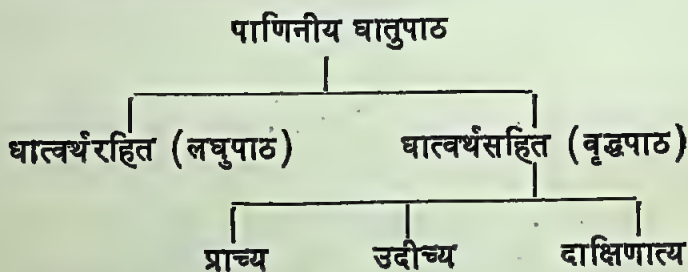 पाणिनीय धातुपाठ
धात्वर्थरहित (लघुपाठ) धात्वर्थसहित (वृद्धपाठ)
प्राच्य उदीच्य दाक्षिणात्य